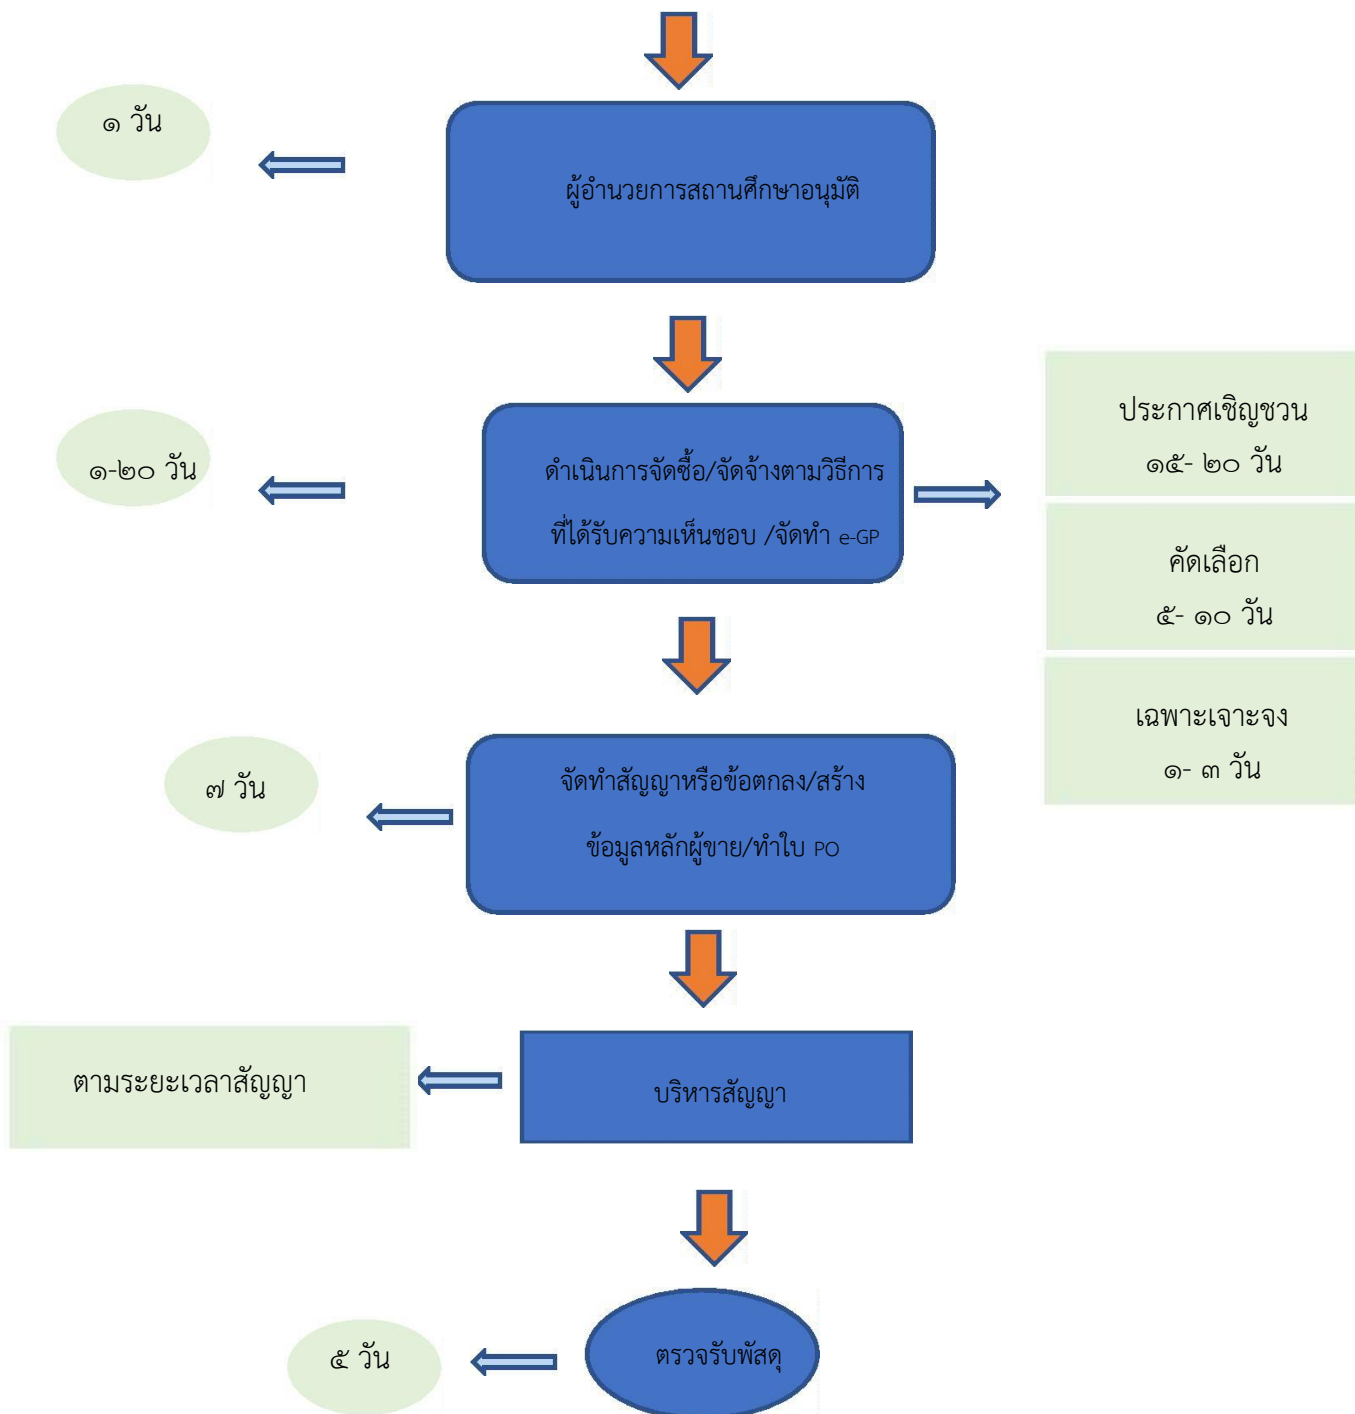 ๑ วัน
ผู้อำนวยการสถานศึกษาอนุมัติ
๑-๒๐ วัน
ดำเนินการจัดซื้อ/จัดจ้างตามวิธีการ
ที่ได้รับความเห็นชอบ /จัดทำ e-GP
ประกาศเชิญชวน
๑๕- ๒๐ วัน
คัดเลือก
๕- ๑๐ วัน
เฉพาะเจาะจง
๑- ๓ วัน
๗ วัน
จัดทำสัญญาหรือข้อตกลง/สร้าง
ข้อมูลหลักผู้ขาย/ทำใบ PO
ตามระยะเวลาสัญญา
บริหารสัญญา
๕ วัน
ตรวจรับพัสดุ